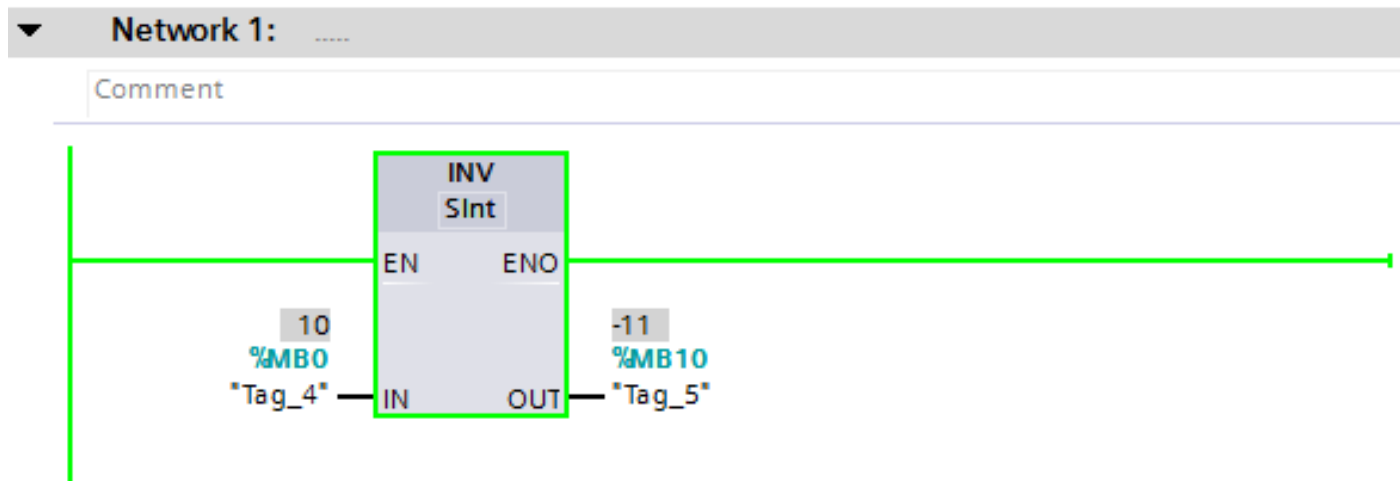 Network 1: .....
Comment
INV
SInt
EN ENO
10 -11
%MB0 %MB10
"Tag_4" IN OUT "Tag_5"